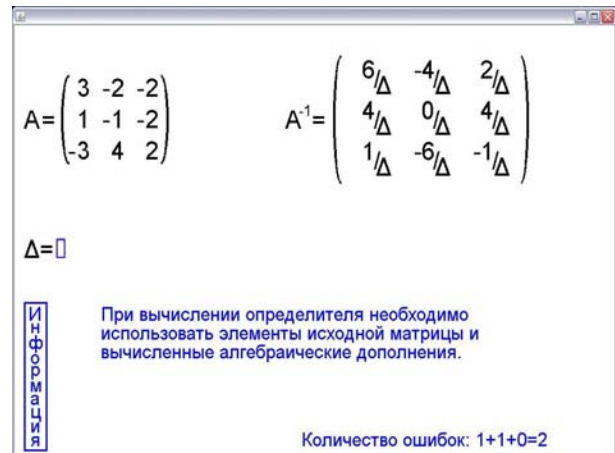 A= ( 3 -2 -2
1 -1 -2
-3 4 2 )
A⁻¹= ( 6/Δ -4/Δ 2/Δ
4/Δ 0/Δ 4/Δ
1/Δ -6/Δ -1/Δ )
Δ=
Информация
При вычислении определителя необходимо
использовать элементы исходной матрицы и
вычисленные алгебраические дополнения.
Количество ошибок: 1+1+0=2